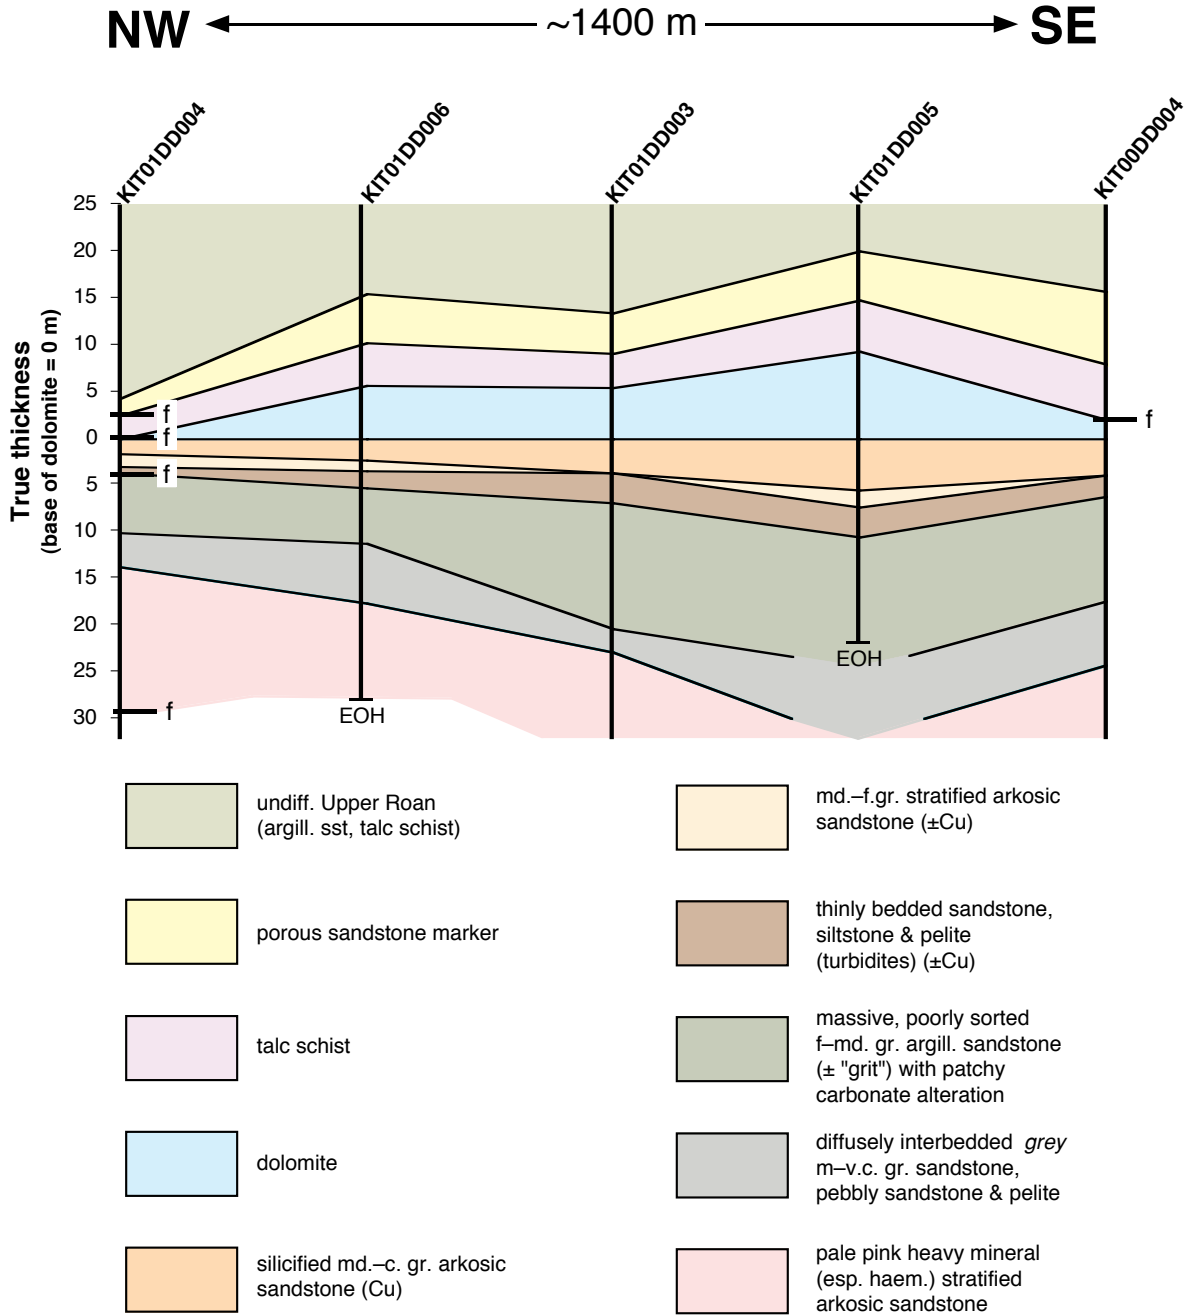 NW ~1400 m SE
KIT01DD004
KIT01DD006
KIT01DD003
KIT01DD005
KIT00DD004
True thickness
(base of dolomite = 0 m)
25
20
15
10
5
0
5
10
15
20
25
30
f
f
f
f
f
EOH
EOH
undiff. Upper Roan
(argill. sst, talc schist)
porous sandstone marker
talc schist
dolomite
silicified md.–c. gr. arkosic
sandstone (Cu)
md.–f.gr. stratified arkosic
sandstone (±Cu)
thinly bedded sandstone,
siltstone & pelite
(turbidites) (±Cu)
massive, poorly sorted
f–md. gr. argill. sandstone
(± "grit") with patchy
carbonate alteration
diffusely interbedded grey
m–v.c. gr. sandstone,
pebbly sandstone & pelite
pale pink heavy mineral
(esp. haem.) stratified
arkosic sandstone